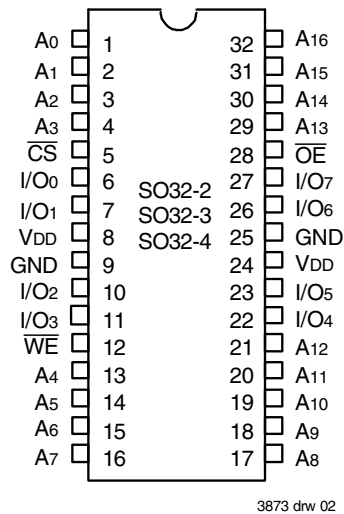 A0 1 32 A16
A1 2 31 A15
A2 3 30 A14
A3 4 29 A13
CS 5 28 OE
I/O0 6 27 I/O7
I/O1 7 SO32-2 26 I/O6
VDD 8 SO32-3 25 GND
GND 9 SO32-4 24 VDD
I/O2 10 23 I/O5
I/O3 11 22 I/O4
WE 12 21 A12
A4 13 20 A11
A5 14 19 A10
A6 15 18 A9
A7 16 17 A8
3873 drw 02